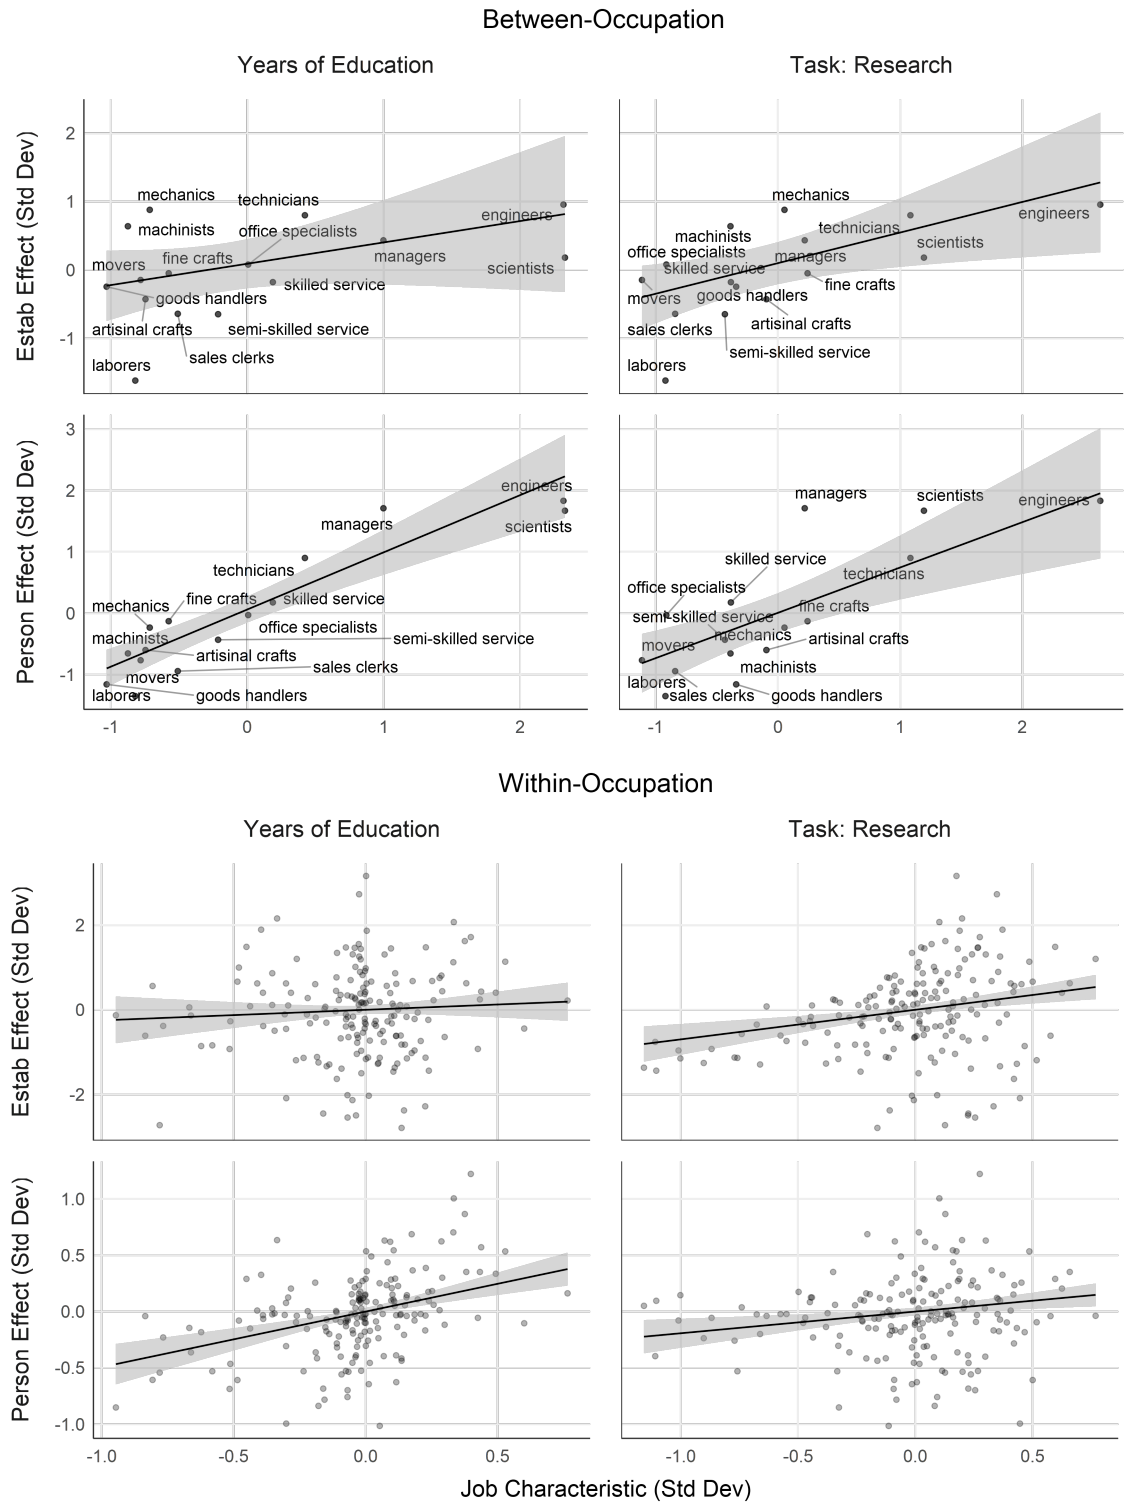 Between-Occupation
Years of Education
Task: Research
Estab Effect (Std Dev)
2
1
0
-1
mechanics
technicians
machinists
office specialists
engineers
movers
fine crafts
managers
scientists
goods handlers
skilled service
artisinal crafts
semi-skilled service
sales clerks
laborers
mechanics
technicians
engineers
machinists
office specialists
scientists
managers
skilled service
movers
goods handlers
fine crafts
sales clerks
artisinal crafts
semi-skilled service
laborers
Person Effect (Std Dev)
3
2
1
0
-1
engineers
managers
scientists
technicians
mechanics
fine crafts
skilled service
machinists
office specialists
semi-skilled service
artisinal crafts
movers
sales clerks
laborers
goods handlers
managers
scientists
engineers
skilled service
technicians
office specialists
semi-skilled service
fine crafts
mechanics
artisinal crafts
movers
machinists
laborers
sales clerks
goods handlers
-1 0 1 2
-1 0 1 2
Within-Occupation
Years of Education
Task: Research
Estab Effect (Std Dev)
2
0
-2
Person Effect (Std Dev)
1.0
0.5
0.0
-0.5
-1.0
-1.0 -0.5 0.0 0.5
-1.0 -0.5 0.0 0.5
Job Characteristic (Std Dev)